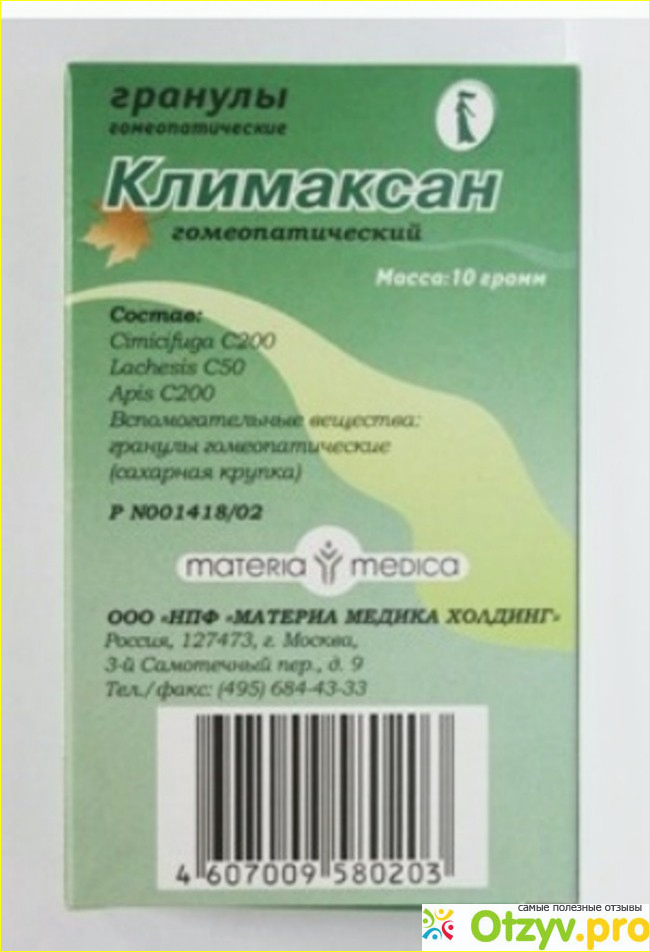 гранулы
гомеопатические
Климаксан
гомеопатический
Масса: 10 грамм
Состав:
Cimicifuga C200
Lachesis C50
Apis C200
Вспомогательные вещества:
гранулы гомеопатические
(сахарная крупка)
Р N001418/02
materia medica
ООО «НПФ «МАТЕРИА МЕДИКА ХОЛДИНГ»
Россия, 127473, г. Москва,
3-й Самотечный пер., д. 9
Тел./факс: (495) 684-43-33
4 607009 580203
самые полезные отзывы
Otzyv.pro